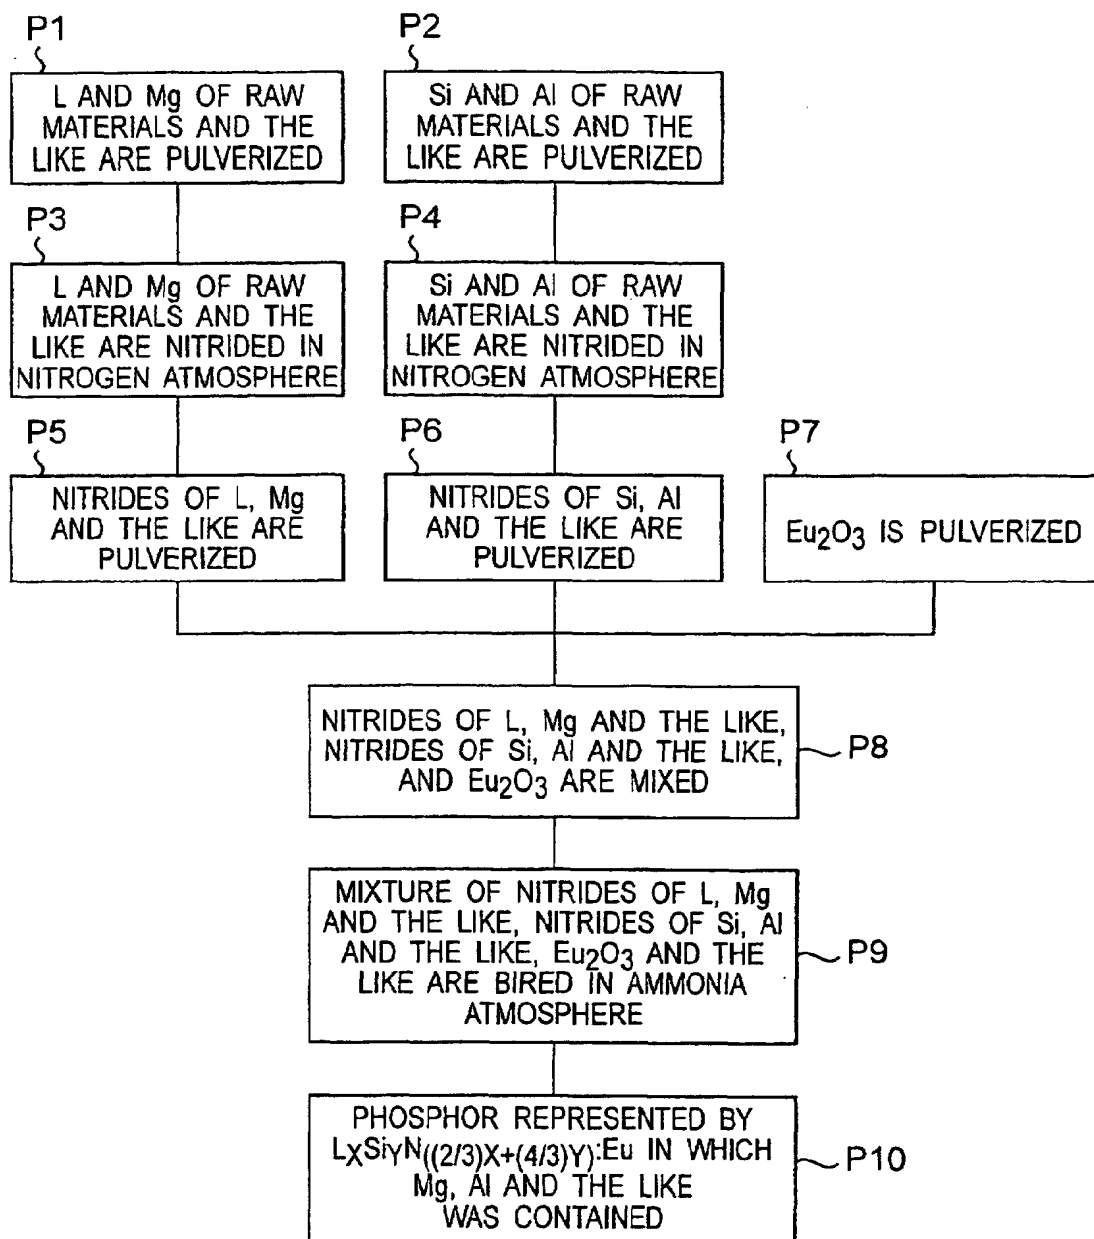 P1
L AND Mg OF RAW
MATERIALS AND THE
LIKE ARE PULVERIZED
P2
Si AND Al OF RAW
MATERIALS AND THE
LIKE ARE PULVERIZED
P3
L AND Mg OF RAW
MATERIALS AND THE
LIKE ARE NITRIDED IN
NITROGEN ATMOSPHERE
P4
Si AND Al OF RAW
MATERIALS AND THE
LIKE ARE NITRIDED IN
NITROGEN ATMOSPHERE
P5
NITRIDES OF L, Mg
AND THE LIKE ARE
PULVERIZED
P6
NITRIDES OF Si, Al
AND THE LIKE ARE
PULVERIZED
P7
Eu2O3 IS PULVERIZED
NITRIDES OF L, Mg AND THE LIKE,
NITRIDES OF Si, Al AND THE LIKE,
AND Eu2O3 ARE MIXED
P8
MIXTURE OF NITRIDES OF L, Mg
AND THE LIKE, NITRIDES OF Si, Al
AND THE LIKE, Eu2O3 AND THE
LIKE ARE BIRED IN AMMONIA
ATMOSPHERE
P9
PHOSPHOR REPRESENTED BY
LXSiYN((2/3)X+(4/3)Y):Eu IN WHICH
Mg, Al AND THE LIKE
WAS CONTAINED
P10